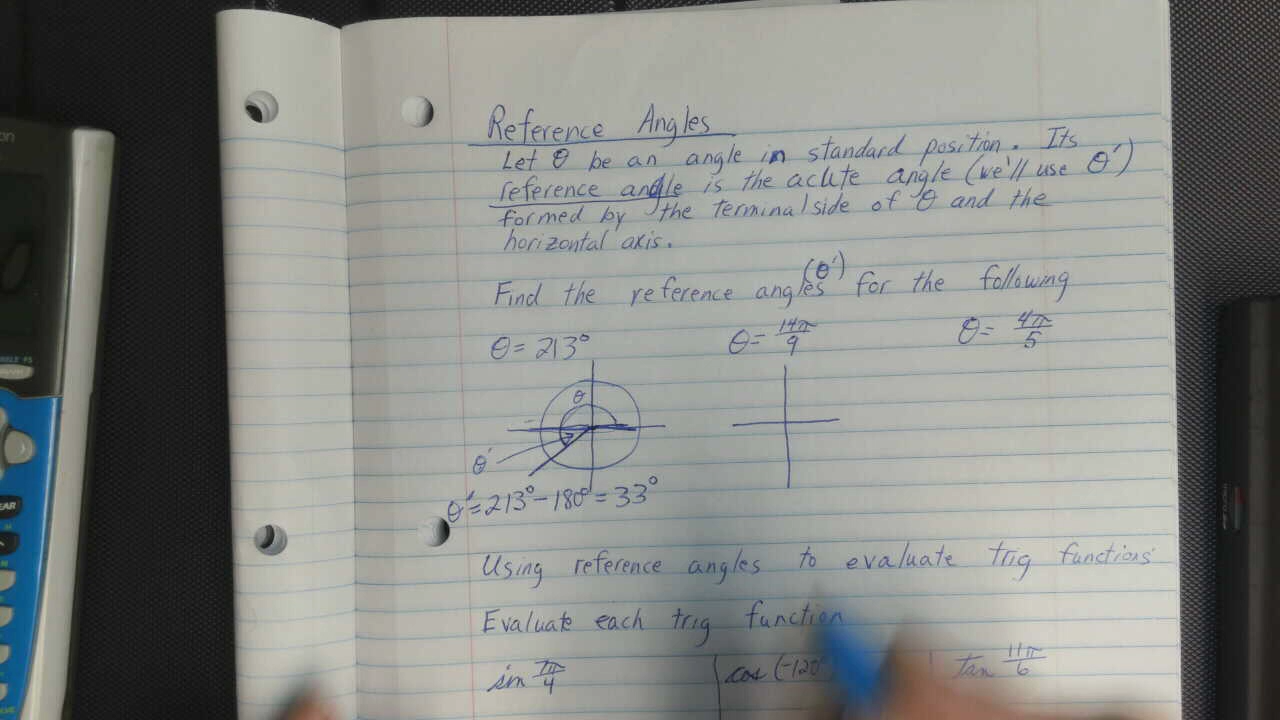 Reference Angles
Let θ be an angle in standard position. Its
reference angle is the acute angle (we'll use θ')
formed by the terminal side of θ and the
horizontal axis.
Find the reference angles (θ') for the following
θ = 213° θ = 14π/9 θ = 4π/5
θ
θ'
θ' = 213° - 180° = 33°
Using reference angles to evaluate trig functions
Evaluate each trig function
sin 7π/4 cos (-120° tan 11π/6